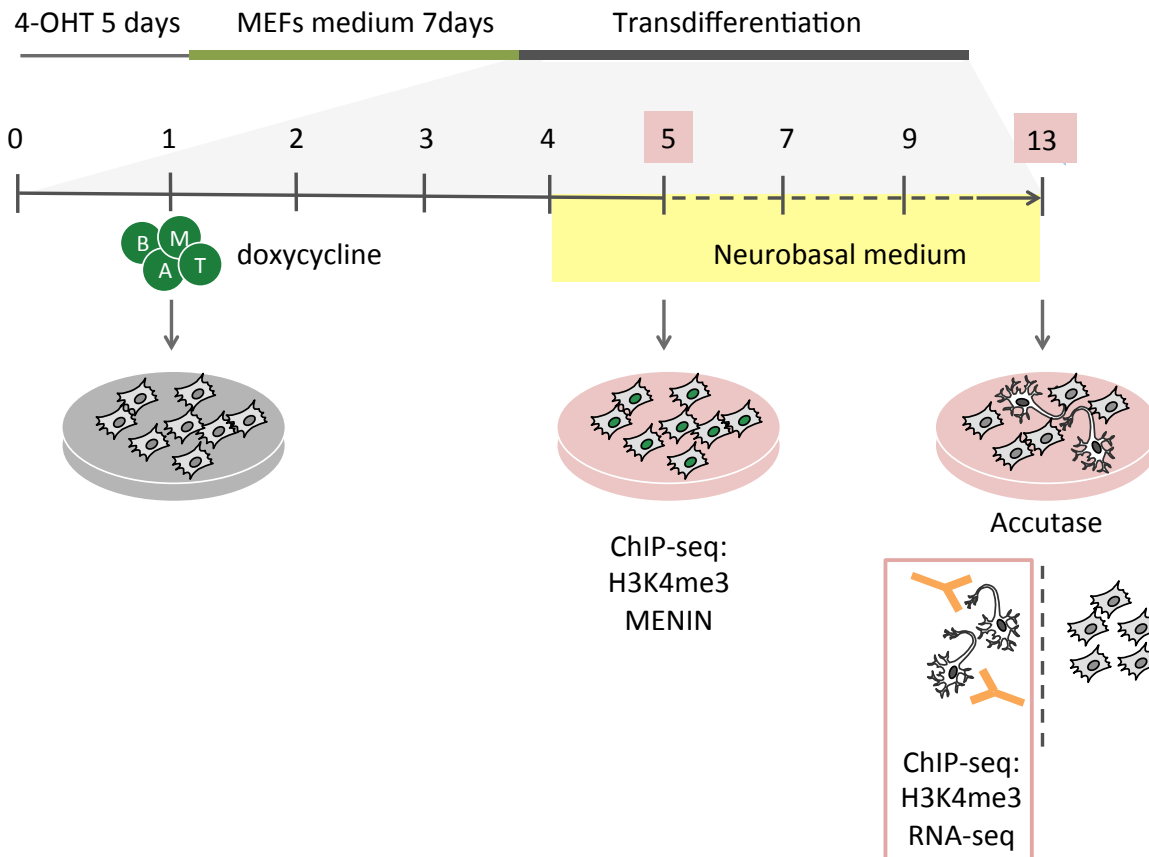 4-OHT 5 days
MEFs medium 7days
Transdifferentiation
0 1 2 3 4 5 7 9 13
B M A T
doxycycline
Neurobasal medium
ChIP-seq:
H3K4me3
MENIN
Accutase
ChIP-seq:
H3K4me3
RNA-seq